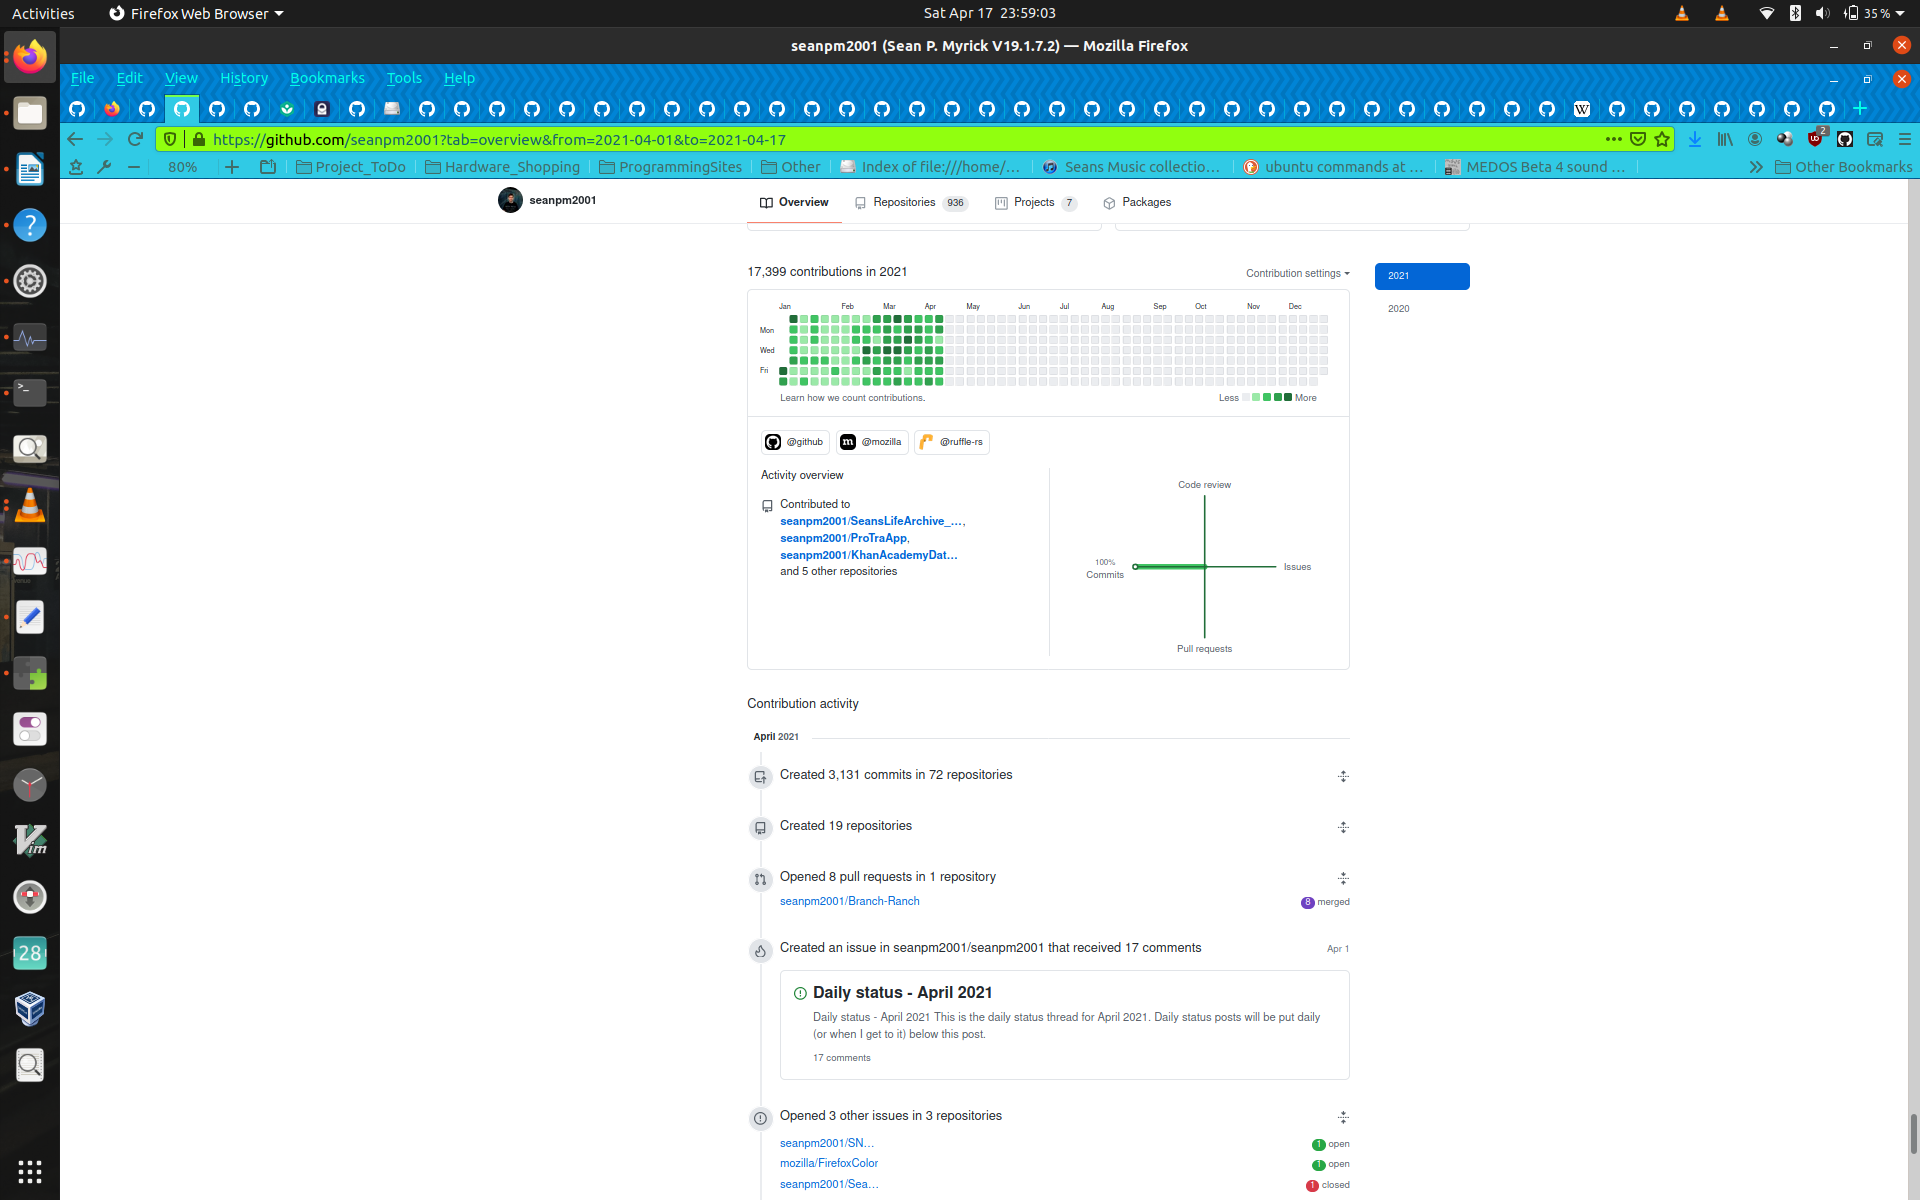 Activities
Firefox Web Browser
Sat Apr 17 23:59:03
35 %
seanpm2001 (Sean P. Myrick V19.1.7.2) — Mozilla Firefox
File Edit View History Bookmarks Tools Help
https://github.com/seanpm2001?tab=overview&from=2021-04-01&to=2021-04-17
2
80%
Project_ToDo
Hardware_Shopping
ProgrammingSites
Other
Index of file:///home/…
Seans Music collectio…
ubuntu commands at …
MEDOS Beta 4 sound …
Other Bookmarks
seanpm2001
Overview
Repositories 936
Projects 7
Packages
17,399 contributions in 2021
Contribution settings
2021
2020
Jan Feb Mar Apr May Jun Jul Aug Sep Oct Nov Dec
Mon
Wed
Fri
Learn how we count contributions.
Less More
@github
@mozilla
@ruffle-rs
Activity overview
Contributed to
seanpm2001/SeansLifeArchive_…,
seanpm2001/ProTraApp,
seanpm2001/KhanAcademyDat…
and 5 other repositories
Code review
100%
Commits
Issues
Pull requests
Contribution activity
April 2021
Created 3,131 commits in 72 repositories
Created 19 repositories
Opened 8 pull requests in 1 repository
seanpm2001/Branch-Ranch
8 merged
Created an issue in seanpm2001/seanpm2001 that received 17 comments
Apr 1
Daily status - April 2021
Daily status - April 2021 This is the daily status thread for April 2021. Daily status posts will be put daily
(or when I get to it) below this post.
17 comments
Opened 3 other issues in 3 repositories
seanpm2001/SN…
1 open
mozilla/FirefoxColor
1 open
seanpm2001/Sea…
1 closed
28